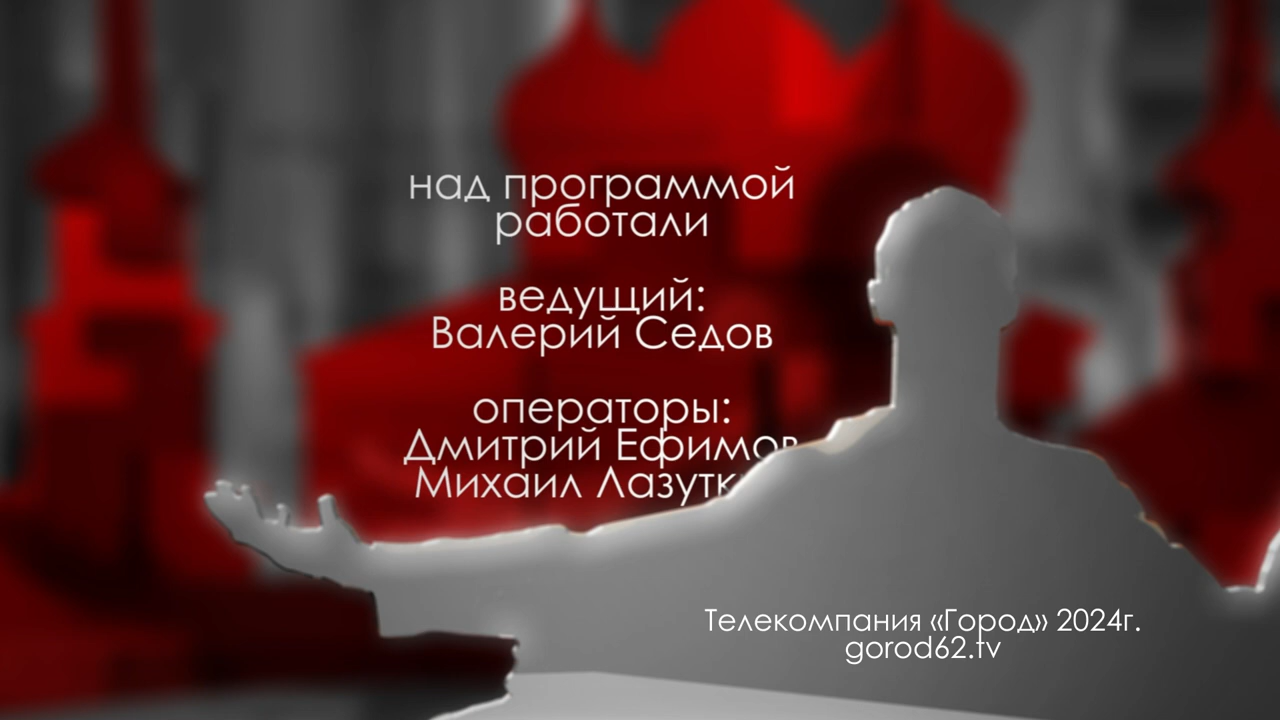 над программой
работали
ведущий:
Валерий Седов
операторы:
Дмитрий Ефимов
Михаил
Телекомпания «Город» 2024г.
gorod62.tv